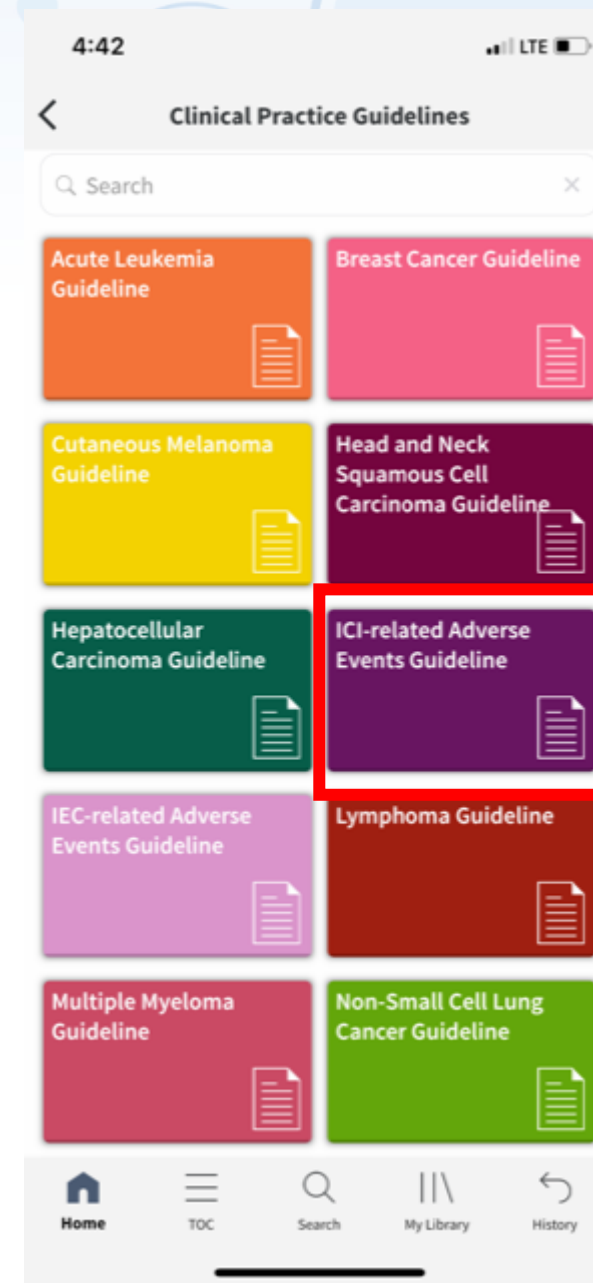 4:42
LTE
Clinical Practice Guidelines
Search
Acute Leukemia
Guideline
Breast Cancer Guideline
Cutaneous Melanoma
Guideline
Head and Neck
Squamous Cell
Carcinoma Guideline
Hepatocellular
Carcinoma Guideline
ICI-related Adverse
Events Guideline
IEC-related Adverse
Events Guideline
Lymphoma Guideline
Multiple Myeloma
Guideline
Non-Small Cell Lung
Cancer Guideline
Home
TOC
Search
My Library
History